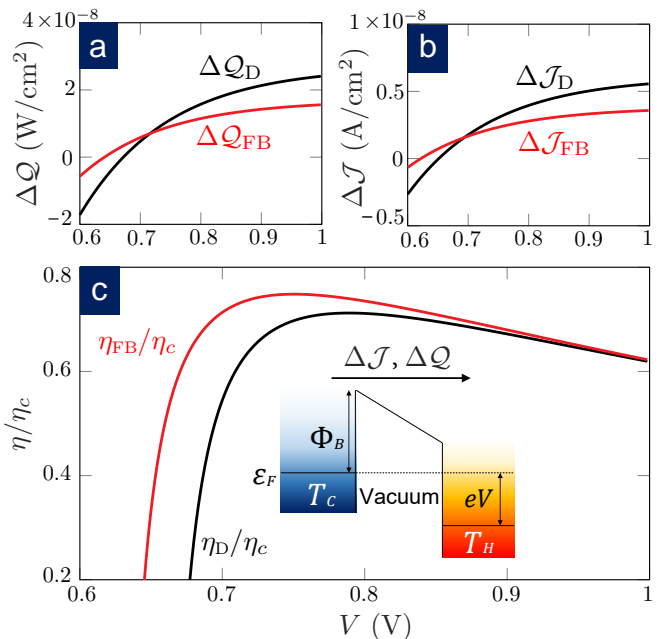 a
ΔQ (W/cm²)
4×10⁻⁸
2
0
−2
ΔQ_D
ΔQ_FB
0.6 0.7 0.8 0.9 1
b
ΔJ (A/cm²)
1×10⁻⁸
0.5
0
−0.5
ΔJ_D
ΔJ_FB
0.6 0.7 0.8 0.9 1
c
η/η_c
0.8
0.6
0.4
0.2
η_FB/η_c
η_D/η_c
ΔJ, ΔQ
Φ_B
ε_F
T_C
Vacuum
eV
T_H
0.6 0.7 0.8 0.9 1
V (V)